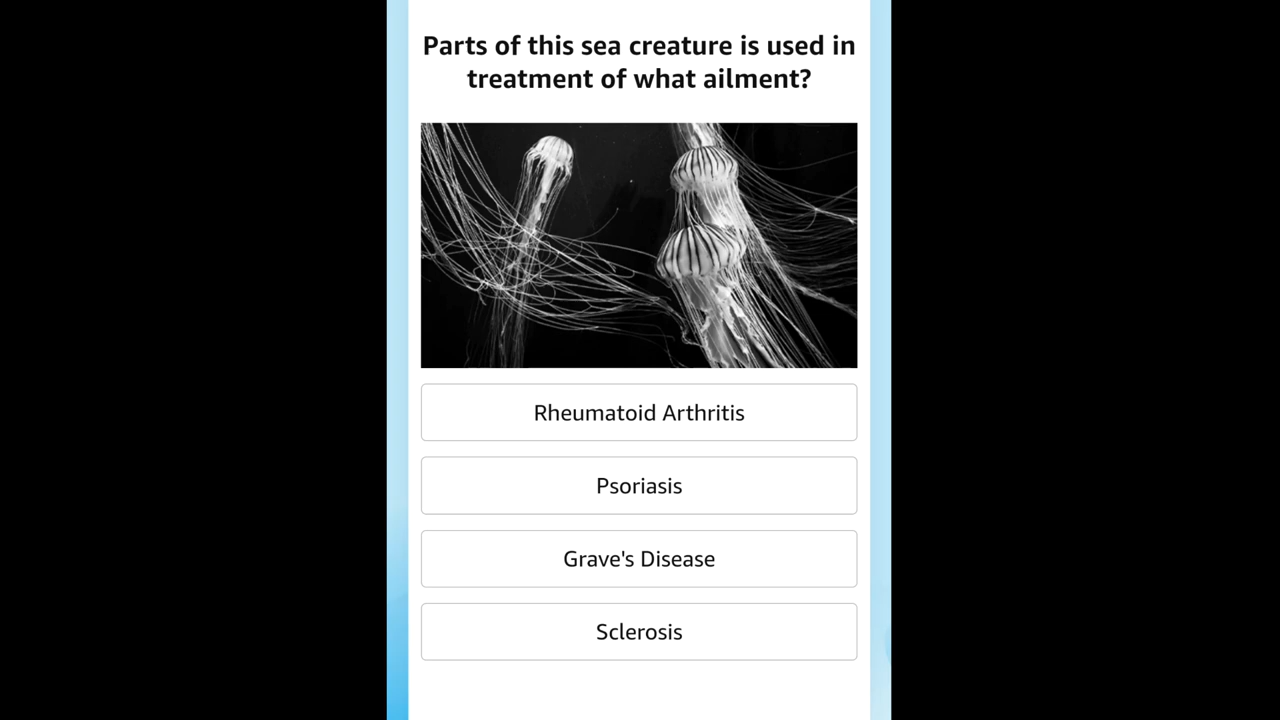 Parts of this sea creature is used in
treatment of what ailment?
Rheumatoid Arthritis
Psoriasis
Grave's Disease
Sclerosis